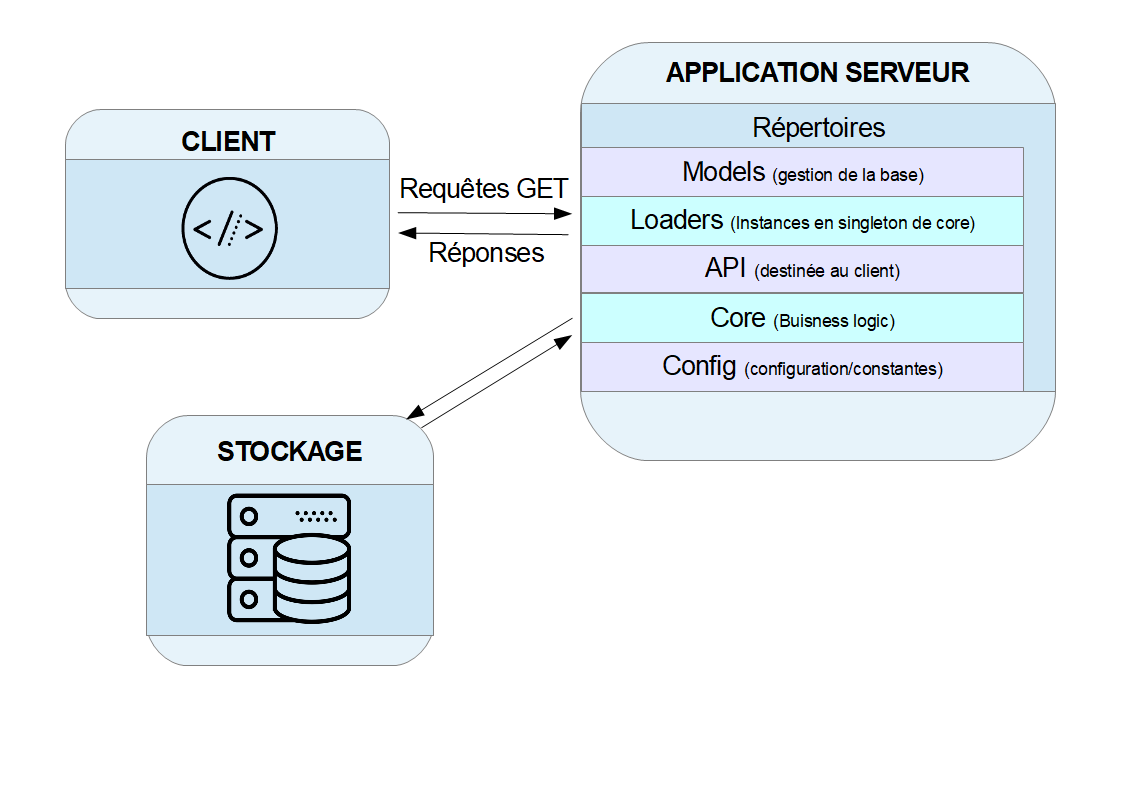 APPLICATION SERVEUR
CLIENT
Répertoires
Models (gestion de la base)
Requêtes GET
Loaders (Instances en singleton de core)
Réponses
API (destinée au client)
Core (Buisness logic)
Config (configuration/constantes)
STOCKAGE